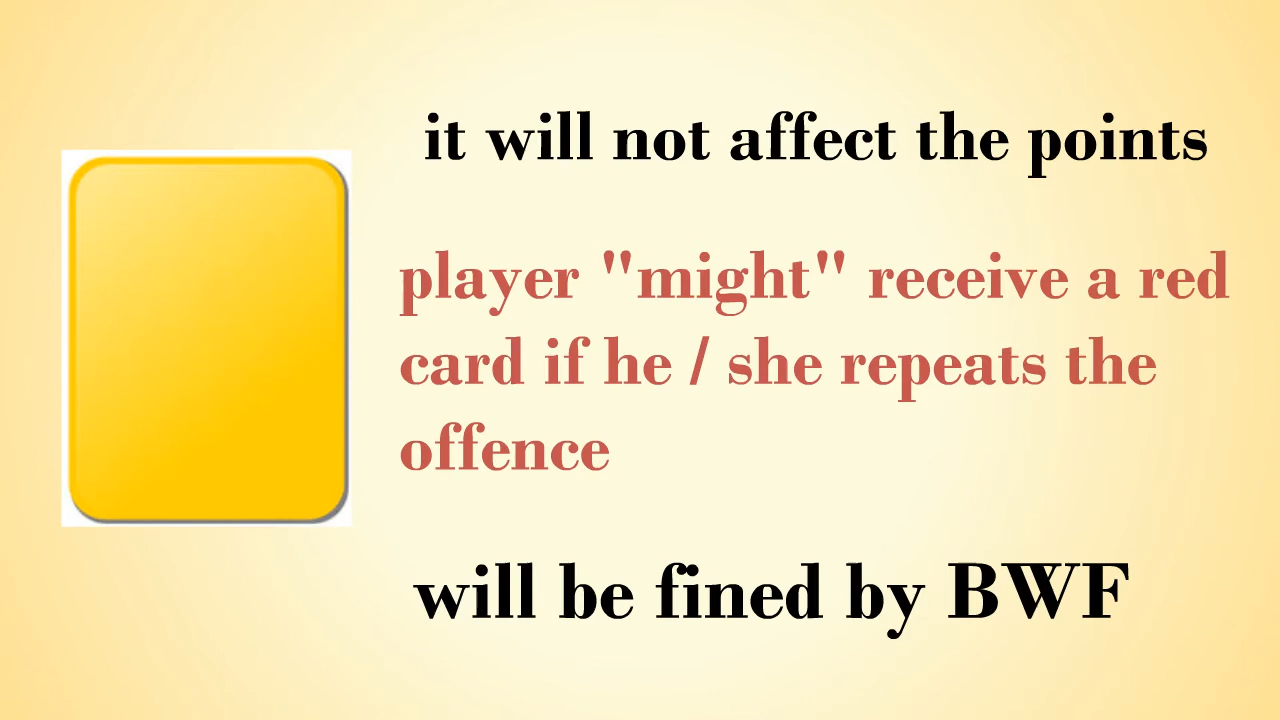 it will not affect the points
player "might" receive a red
card if he / she repeats the
offence
will be fined by BWF